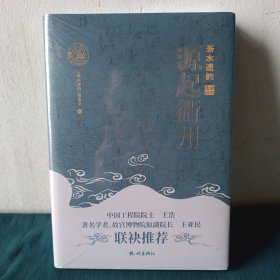 浙水遗韵
源起衢州
中国工程院院士 王浩
著名学者、故宫博物院原副院长 王亚民
联袂推荐
杭州出版社